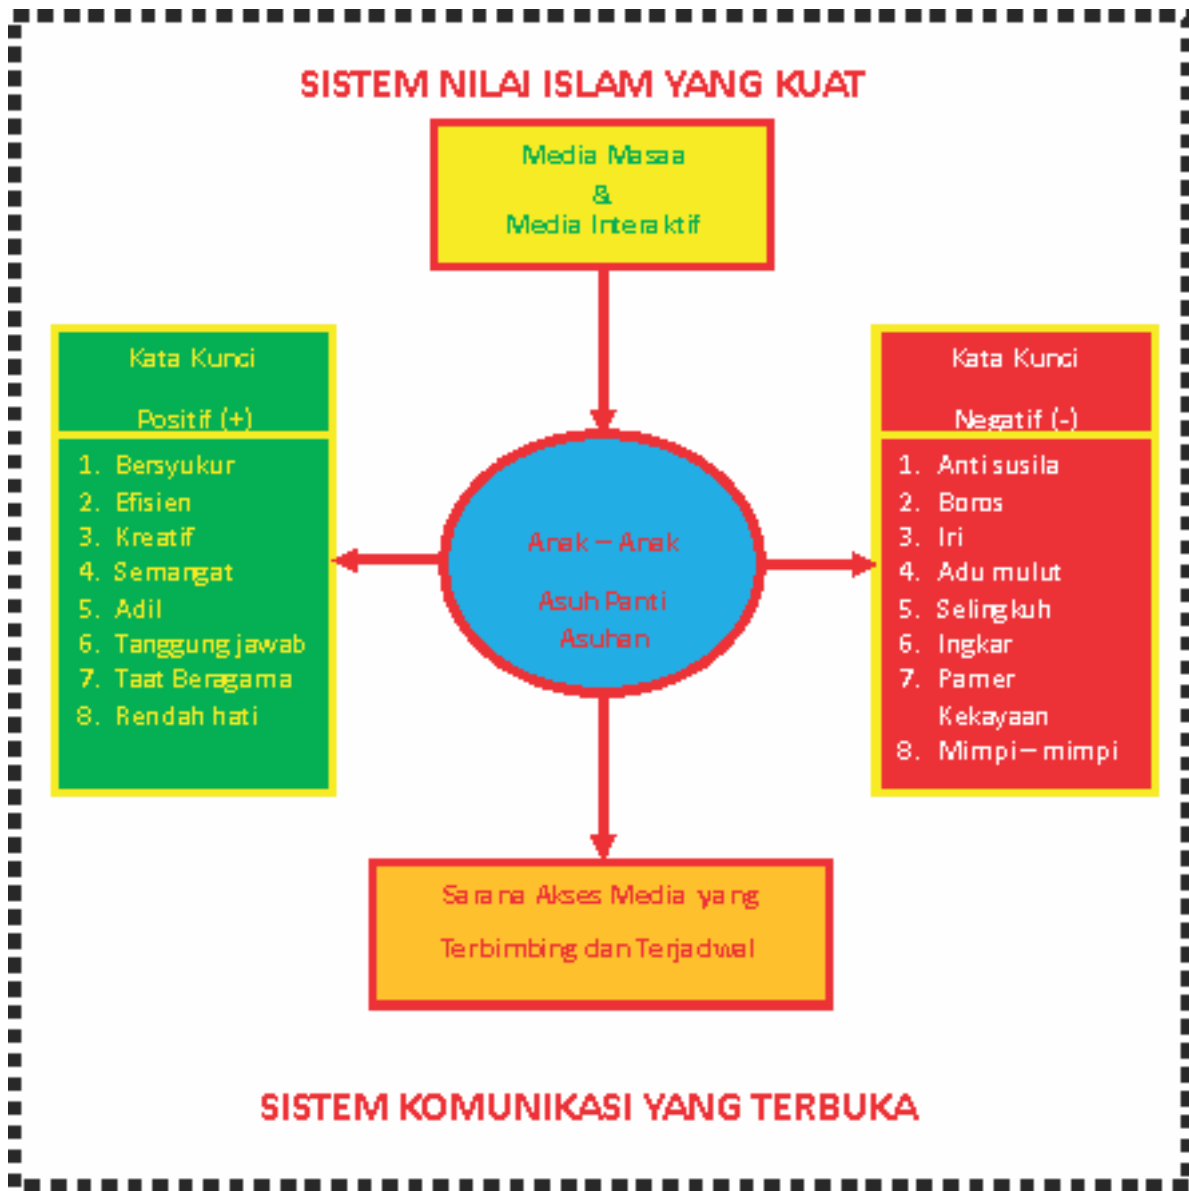 SISTEM NILAI ISLAM YANG KUAT
Media Masaa
&
Media Interaktif
Kata Kunci
Positif (+)
1. Bersyukur
2. Efisien
3. Kreatif
4. Semangat
5. Adil
6. Tanggung jawab
7. Taat Beragama
8. Rendah hati
Anak – Anak
Asuh Panti
Asuhan
Kata Kunci
Negatif (-)
1. Anti susila
2. Boros
3. Iri
4. Adu mulut
5. Selingkuh
6. Ingkar
7. Pamer
Kekayaan
8. Mimpi – mimpi
Sarana Akses Media yang
Terbimbing dan Terjadwal
SISTEM KOMUNIKASI YANG TERBUKA